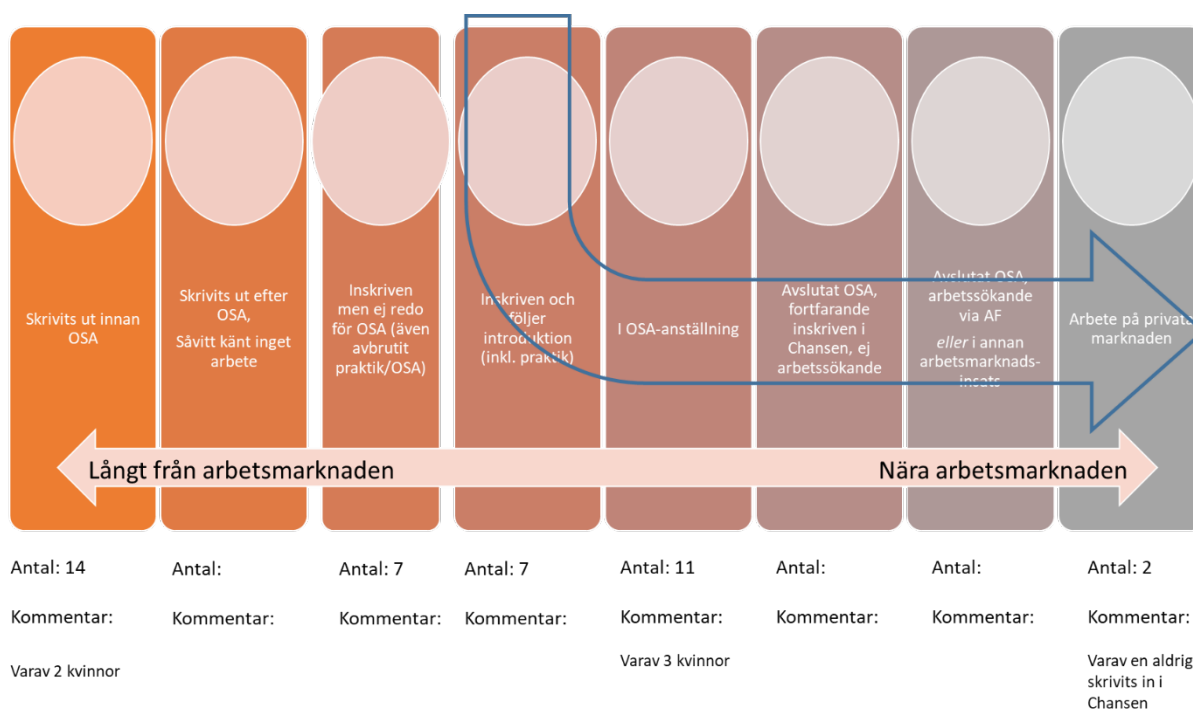 Skrivits ut innan
OSA
Skrivits ut efter
OSA,
Såvitt känt inget
arbete
Inskriven
men ej redo
för OSA (även
avbrutit
praktik/OSA)
Inskriven och
följer
introduktion
(inkl. praktik)
I OSA-anställning
Avslutat OSA,
fortfarande
inskriven i
Chansen, ej
arbetssökande
Avslutat OSA,
arbetssökande
via AF
eller i annan
arbetsmarknads-
insats
Arbete på privata
marknaden
Långt från arbetsmarknaden
Nära arbetsmarknaden
Antal: 14
Kommentar:
Varav 2 kvinnor
Antal:
Kommentar:
Antal: 7
Kommentar:
Antal: 7
Kommentar:
Antal: 11
Kommentar:
Varav 3 kvinnor
Antal:
Kommentar:
Antal:
Kommentar:
Antal: 2
Kommentar:
Varav en aldrig
skrivits in i
Chansen